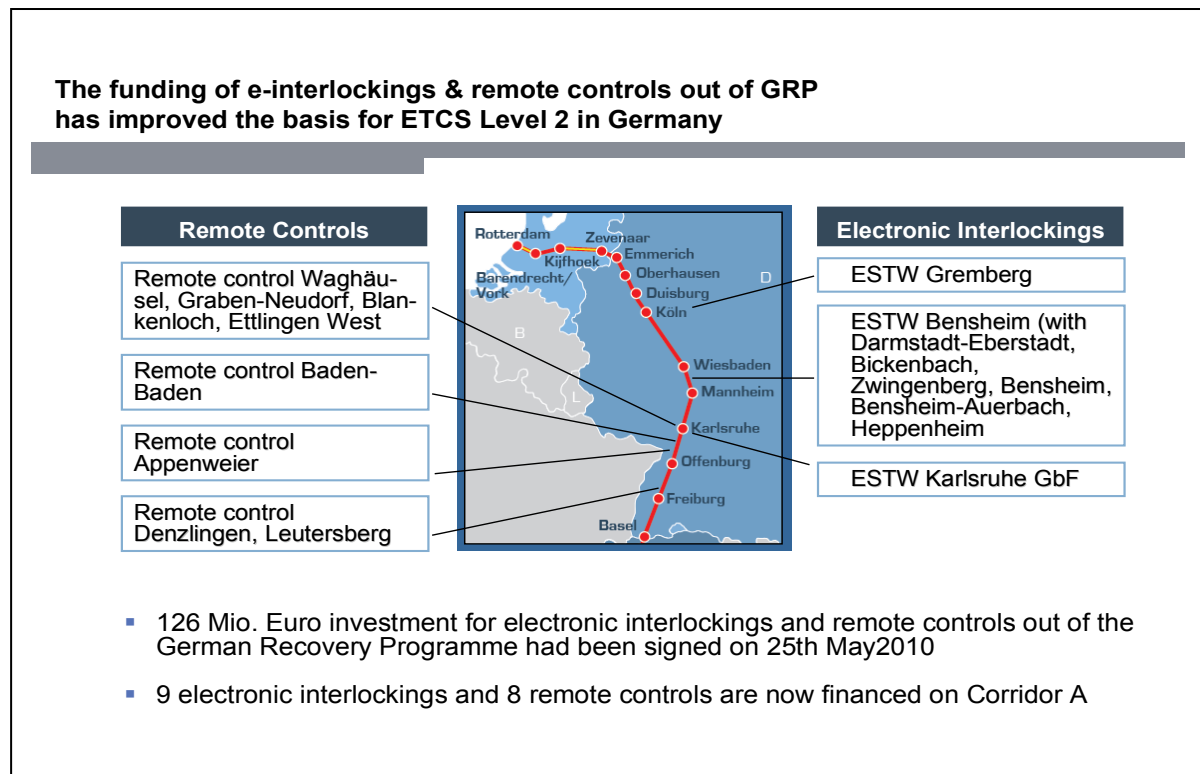 The funding of e-interlockings & remote controls out of GRP
has improved the basis for ETCS Level 2 in Germany
Remote Controls
Remote control Waghäu-
sel, Graben-Neudorf, Blan-
kenloch, Ettlingen West
Remote control Baden-
Baden
Remote control
Appenweier
Remote control
Denzlingen, Leutersberg
Rotterdam
Zevenaar
Kijfhoek
Emmerich
Barendrecht/
Vork
Oberhausen
D
Duisburg
Köln
B
Wiesbaden
L
Mannheim
Karlsruhe
Offenburg
Freiburg
Basel
Electronic Interlockings
ESTW Gremberg
ESTW Bensheim (with
Darmstadt-Eberstadt,
Bickenbach,
Zwingenberg, Bensheim,
Bensheim-Auerbach,
Heppenheim
ESTW Karlsruhe GbF
126 Mio. Euro investment for electronic interlockings and remote controls out of the
German Recovery Programme had been signed on 25th May2010
9 electronic interlockings and 8 remote controls are now financed on Corridor A